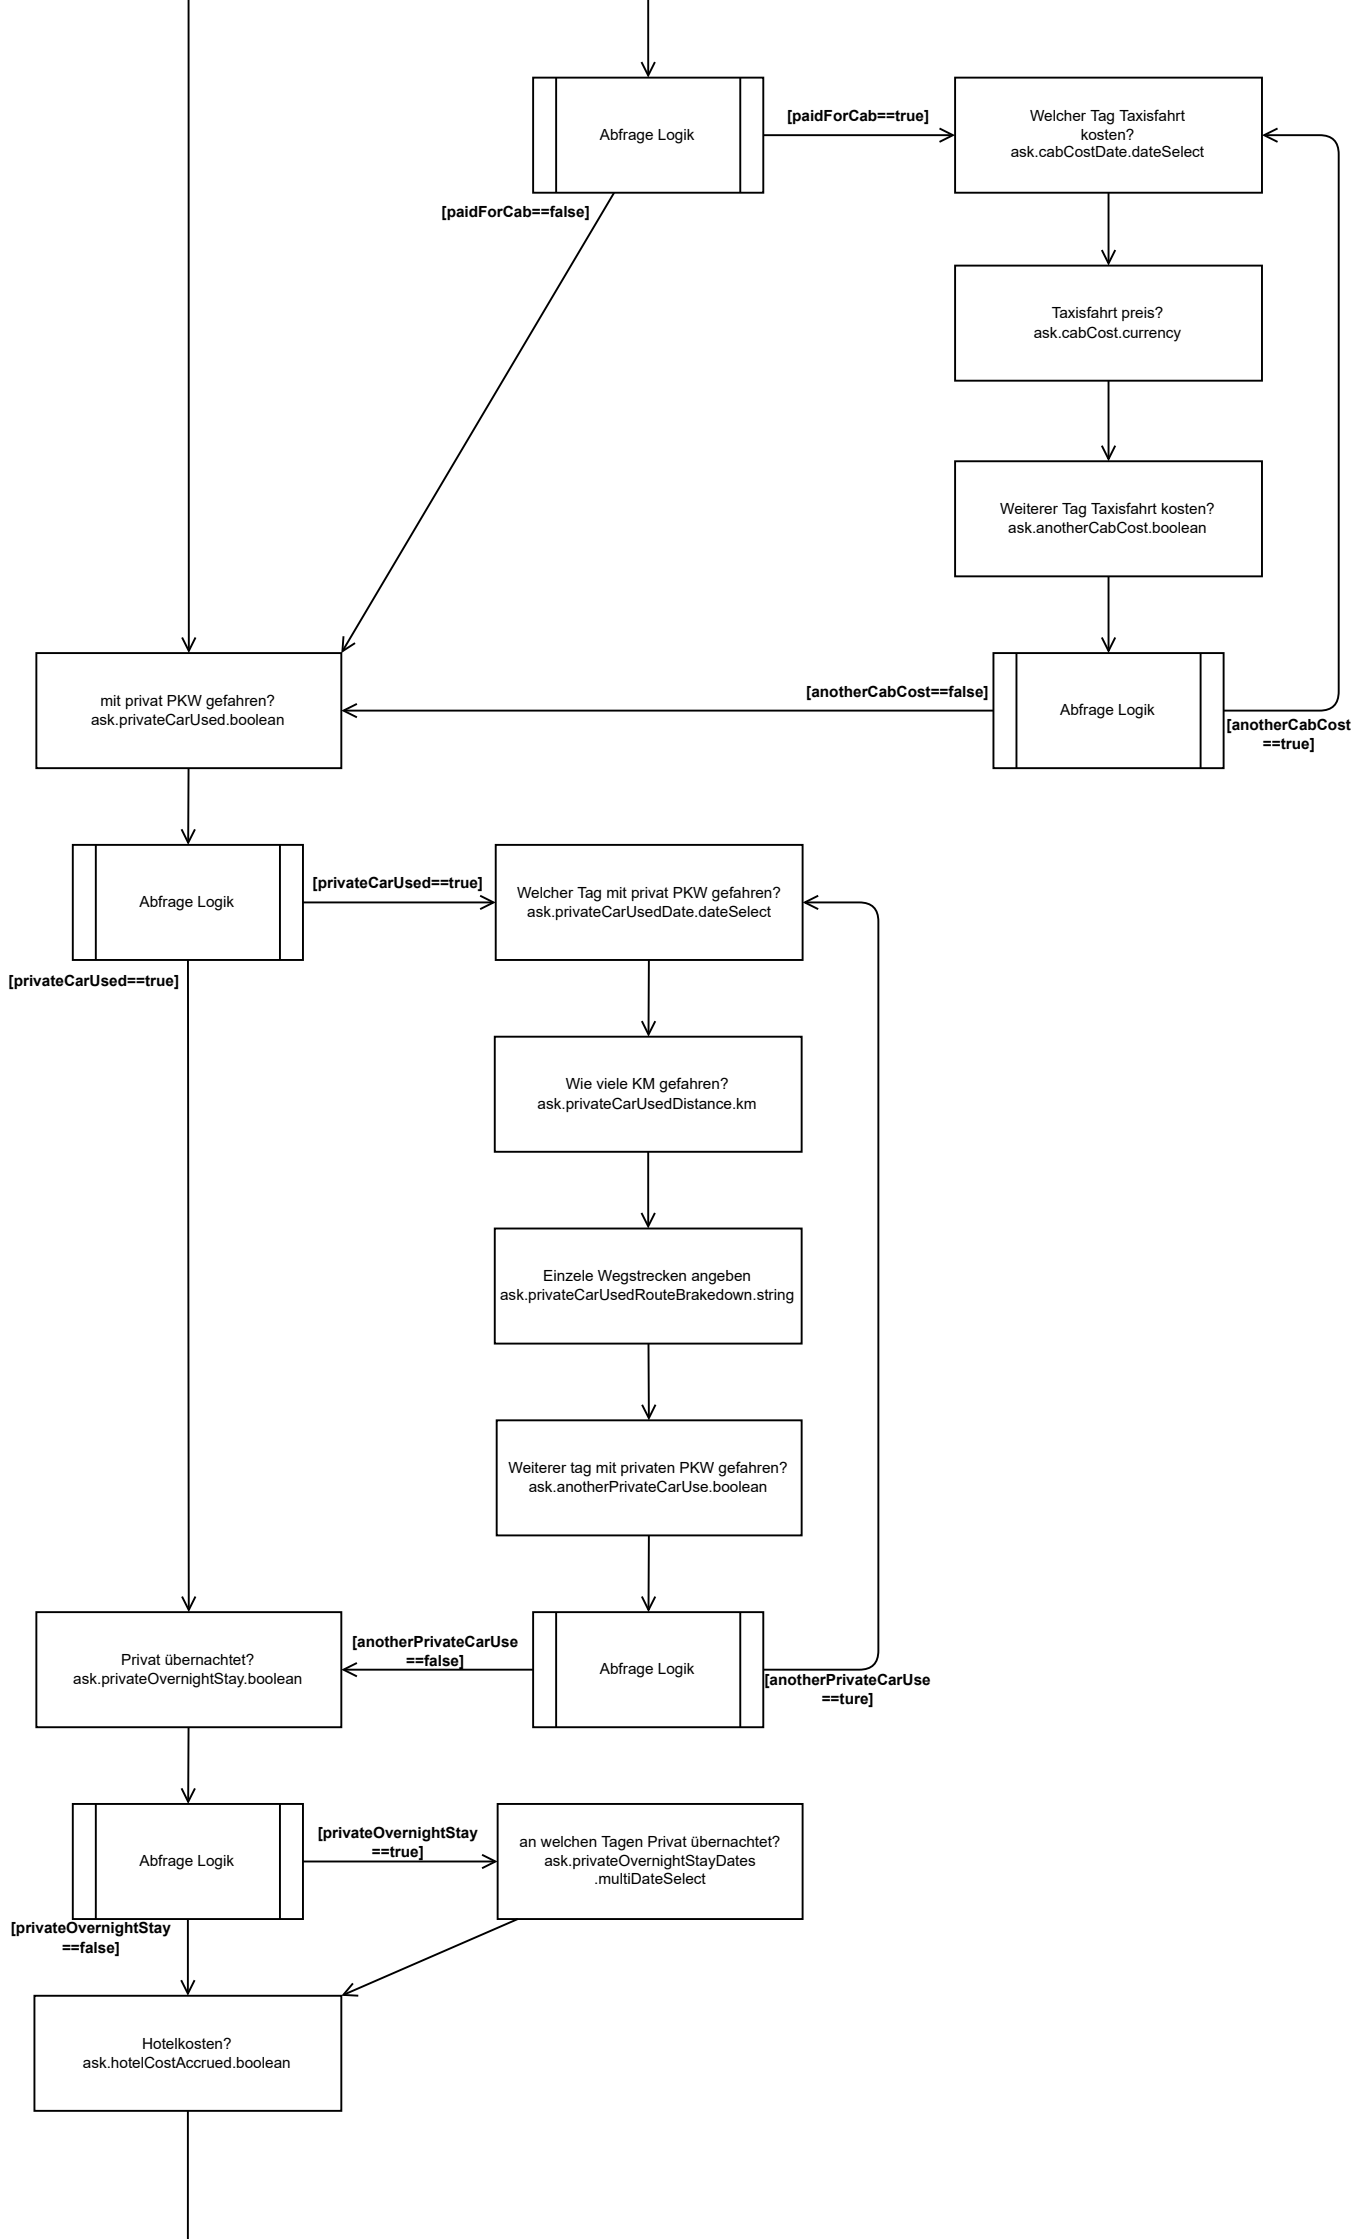 Abfrage Logik
[paidForCab==true]
Welcher Tag Taxisfahrt
kosten?
ask.cabCostDate.dateSelect
[paidForCab==false]
Taxisfahrt preis?
ask.cabCost.currency
Weiterer Tag Taxisfahrt kosten?
ask.anotherCabCost.boolean
mit privat PKW gefahren?
ask.privateCarUsed.boolean
[anotherCabCost==false]
Abfrage Logik
[anotherCabCost
==true]
Abfrage Logik
[privateCarUsed==true]
Welcher Tag mit privat PKW gefahren?
ask.privateCarUsedDate.dateSelect
[privateCarUsed==true]
Wie viele KM gefahren?
ask.privateCarUsedDistance.km
Einzele Wegstrecken angeben
ask.privateCarUsedRouteBrakedown.string
Weiterer tag mit privaten PKW gefahren?
ask.anotherPrivateCarUse.boolean
Privat übernachtet?
ask.privateOvernightStay.boolean
[anotherPrivateCarUse
==false]
Abfrage Logik
[anotherPrivateCarUse
==ture]
Abfrage Logik
[privateOvernightStay
==true]
an welchen Tagen Privat übernachtet?
ask.privateOvernightStayDates
.multiDateSelect
[privateOvernightStay
==false]
Hotelkosten?
ask.hotelCostAccrued.boolean